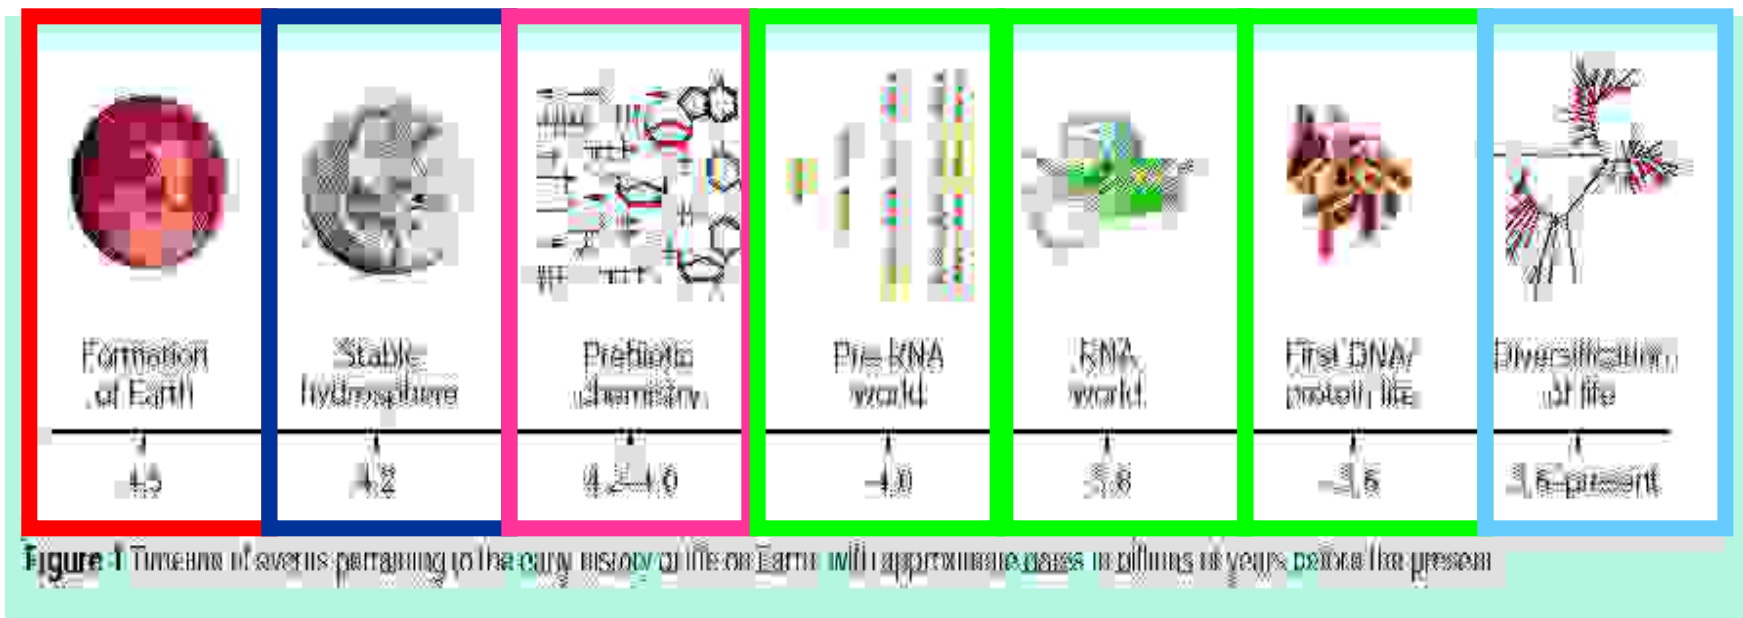 Formation
of Earth
4.5
Stable
hydrosphere
4.2
Prebiotic
chemistry
4.2–4.0
Pre-RNA
world
~4.0
RNA
world
~3.8
First DNA/
protein life
~3.6
Diversification
of life
3.6–present
Figure 1 Timeline of events pertaining to the early history of life on Earth, with approximate dates in billions of years before the present.